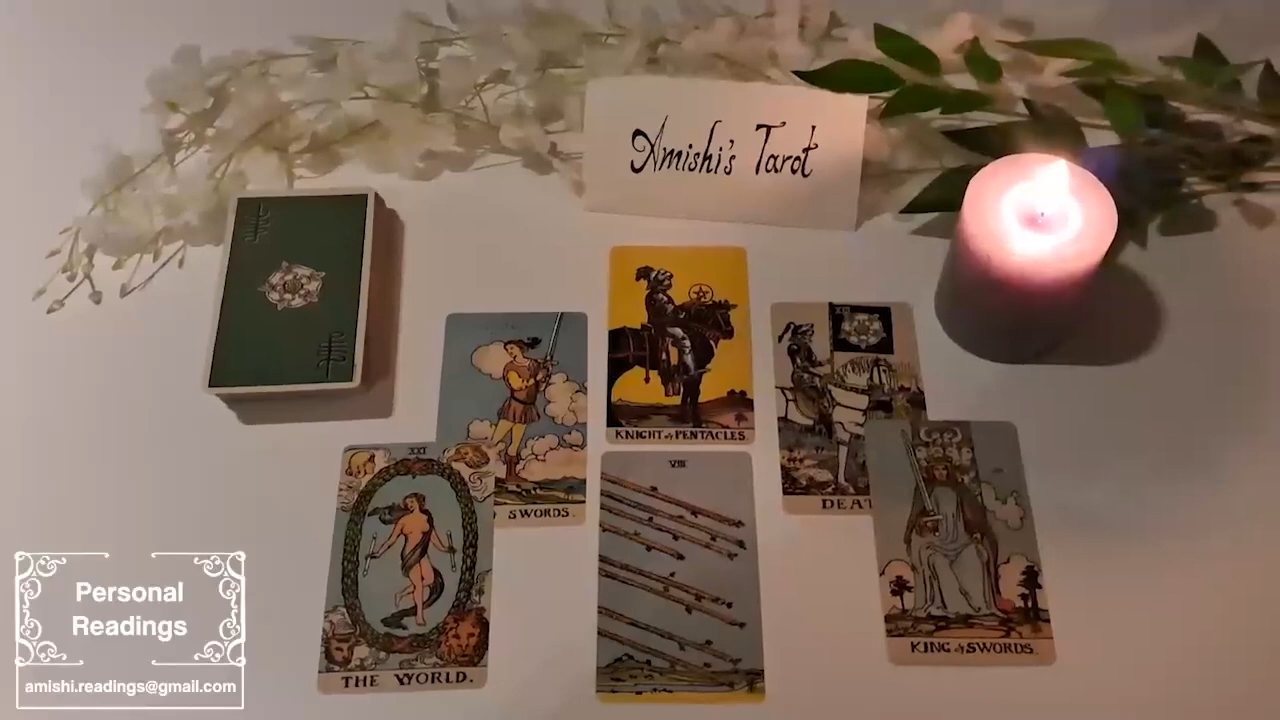 Amishi's Tarot
KNIGHT of PENTACLES.
XXI
SWORDS.
THE WORLD.
VIII
DEAT
KING of SWORDS.
Personal
Readings
amishi.readings@gmail.com